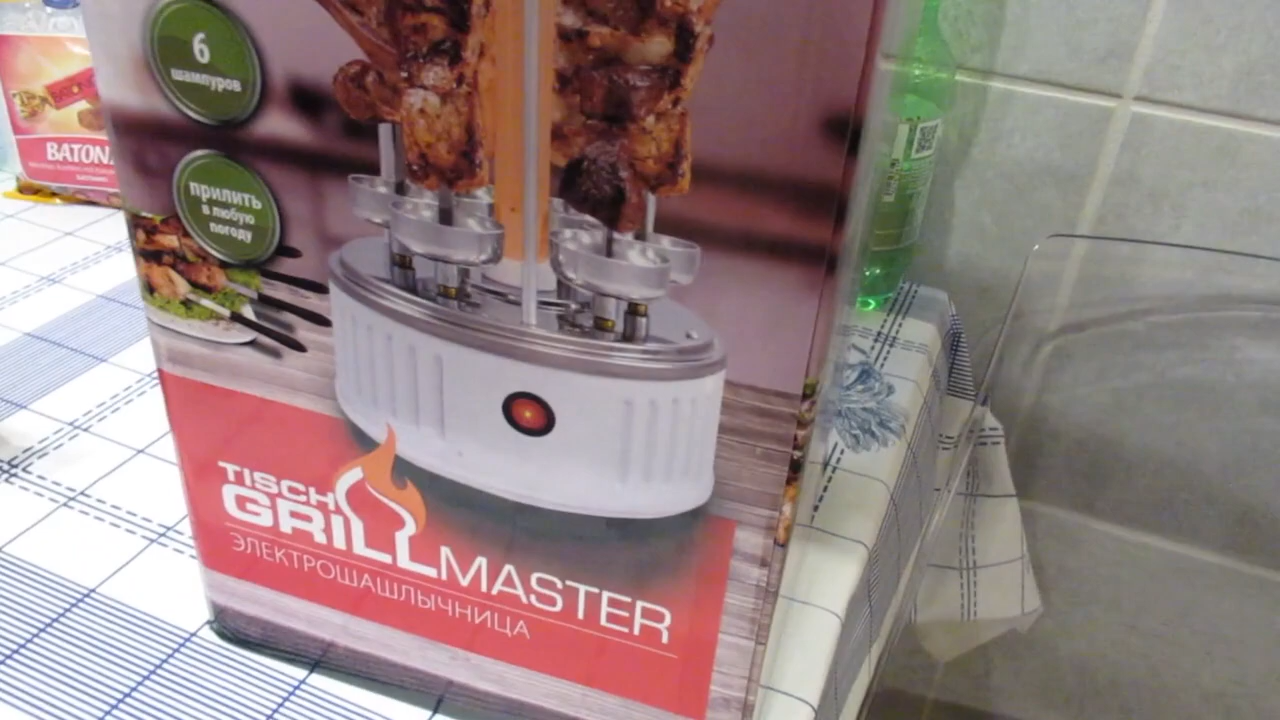 6
шампуров
прилить
в любую
погоду
BATON
TISCH
GRILLMASTER
ЭЛЕКТРОШАШЛЫЧНИЦА